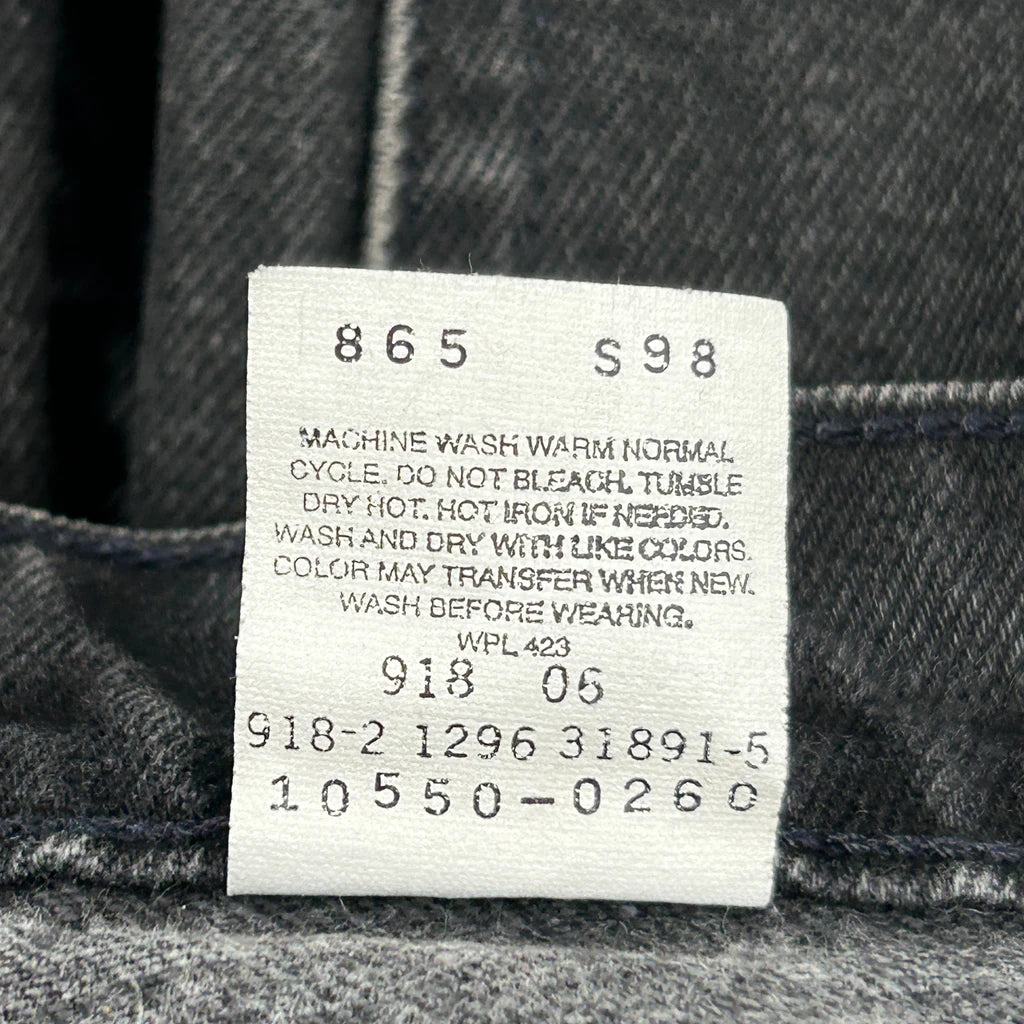 865 S98
MACHINE WASH WARM NORMAL
CYCLE. DO NOT BLEACH. TUMBLE
DRY HOT. HOT IRON IF NEEDED.
WASH AND DRY WITH LIKE COLORS.
COLOR MAY TRANSFER WHEN NEW.
WASH BEFORE WEARING.
WPL 423
918 06
918-2 1296 31891-5
10550-0260